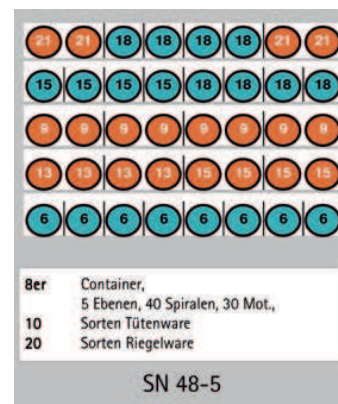 21 21 18 18 18 18 21 21
15 15 15 15 18 18 18 18
9 9 9 9 9 9 9 9
13 13 13 13 15 15 15 15
6 6 6 6 6 6 6 6
8er Container,
5 Ebenen, 40 Spiralen, 30 Mot.,
10 Sorten Tütenware
20 Sorten Riegelware
SN 48-5